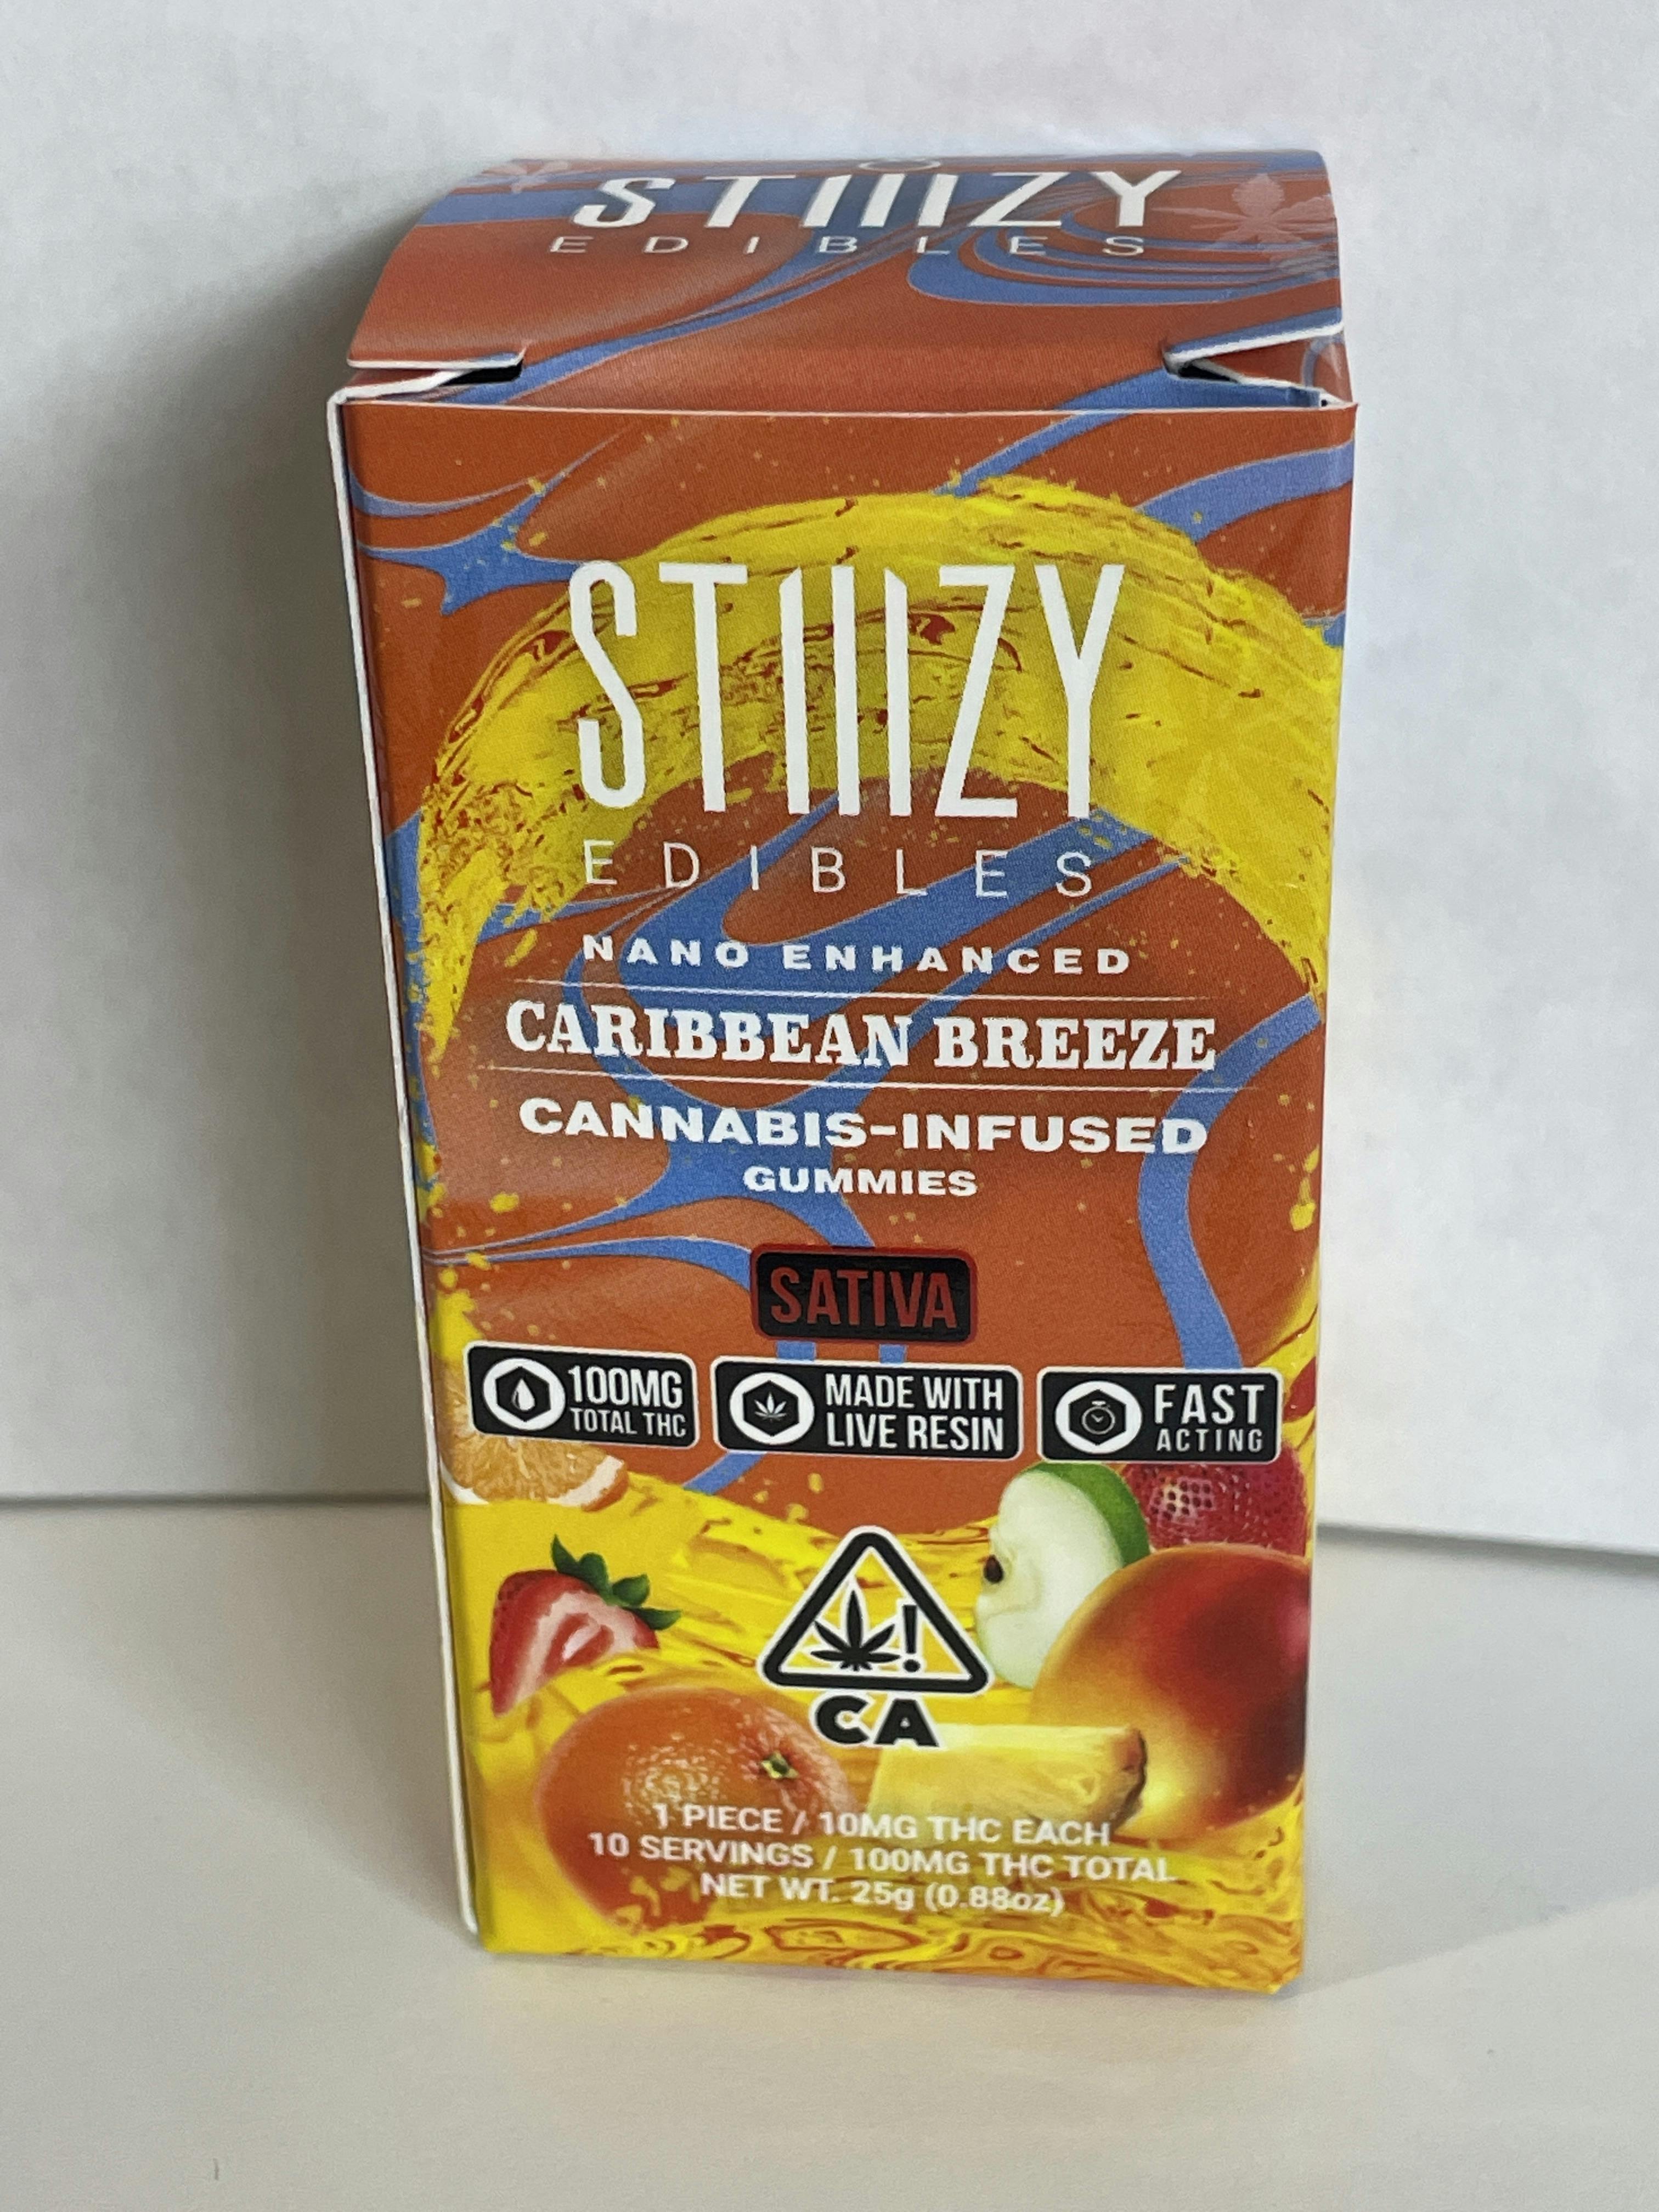 STIIIZY
EDIBLES
STIIIZY
EDIBLES
NANO ENHANCED
CARIBBEAN BREEZE
CANNABIS-INFUSED
GUMMIES
SATIVA
100MG
TOTAL THC
MADE WITH
LIVE RESIN
FAST
ACTING
!
CA
1 PIECE / 10MG THC EACH
10 SERVINGS / 100MG THC TOTAL
NET WT. 25g (0.88oz)